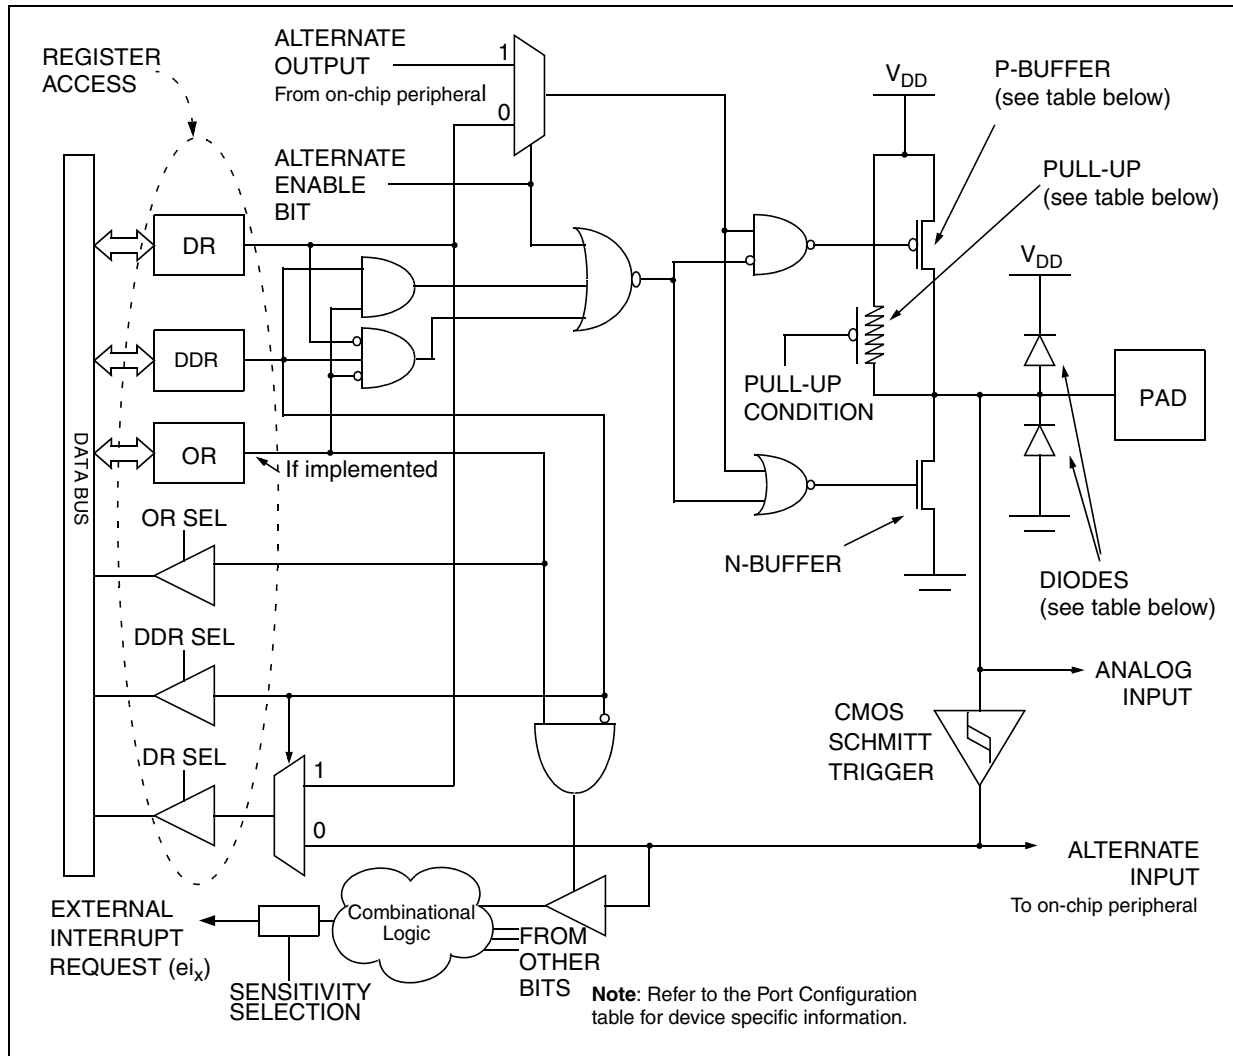 REGISTER
ACCESS
ALTERNATE
OUTPUT
From on-chip peripheral
1
0
ALTERNATE
ENABLE
BIT
VDD
P-BUFFER
(see table below)
PULL-UP
(see table below)
VDD
DR
DDR
OR
If implemented
DATA BUS
PULL-UP
CONDITION
PAD
N-BUFFER
DIODES
(see table below)
OR SEL
DDR SEL
DR SEL
1
0
ANALOG
INPUT
CMOS
SCHMITT
TRIGGER
ALTERNATE
INPUT
To on-chip peripheral
EXTERNAL
INTERRUPT
REQUEST (eix)
Combinational
Logic
SENSITIVITY
SELECTION
FROM
OTHER
BITS
Note: Refer to the Port Configuration
table for device specific information.